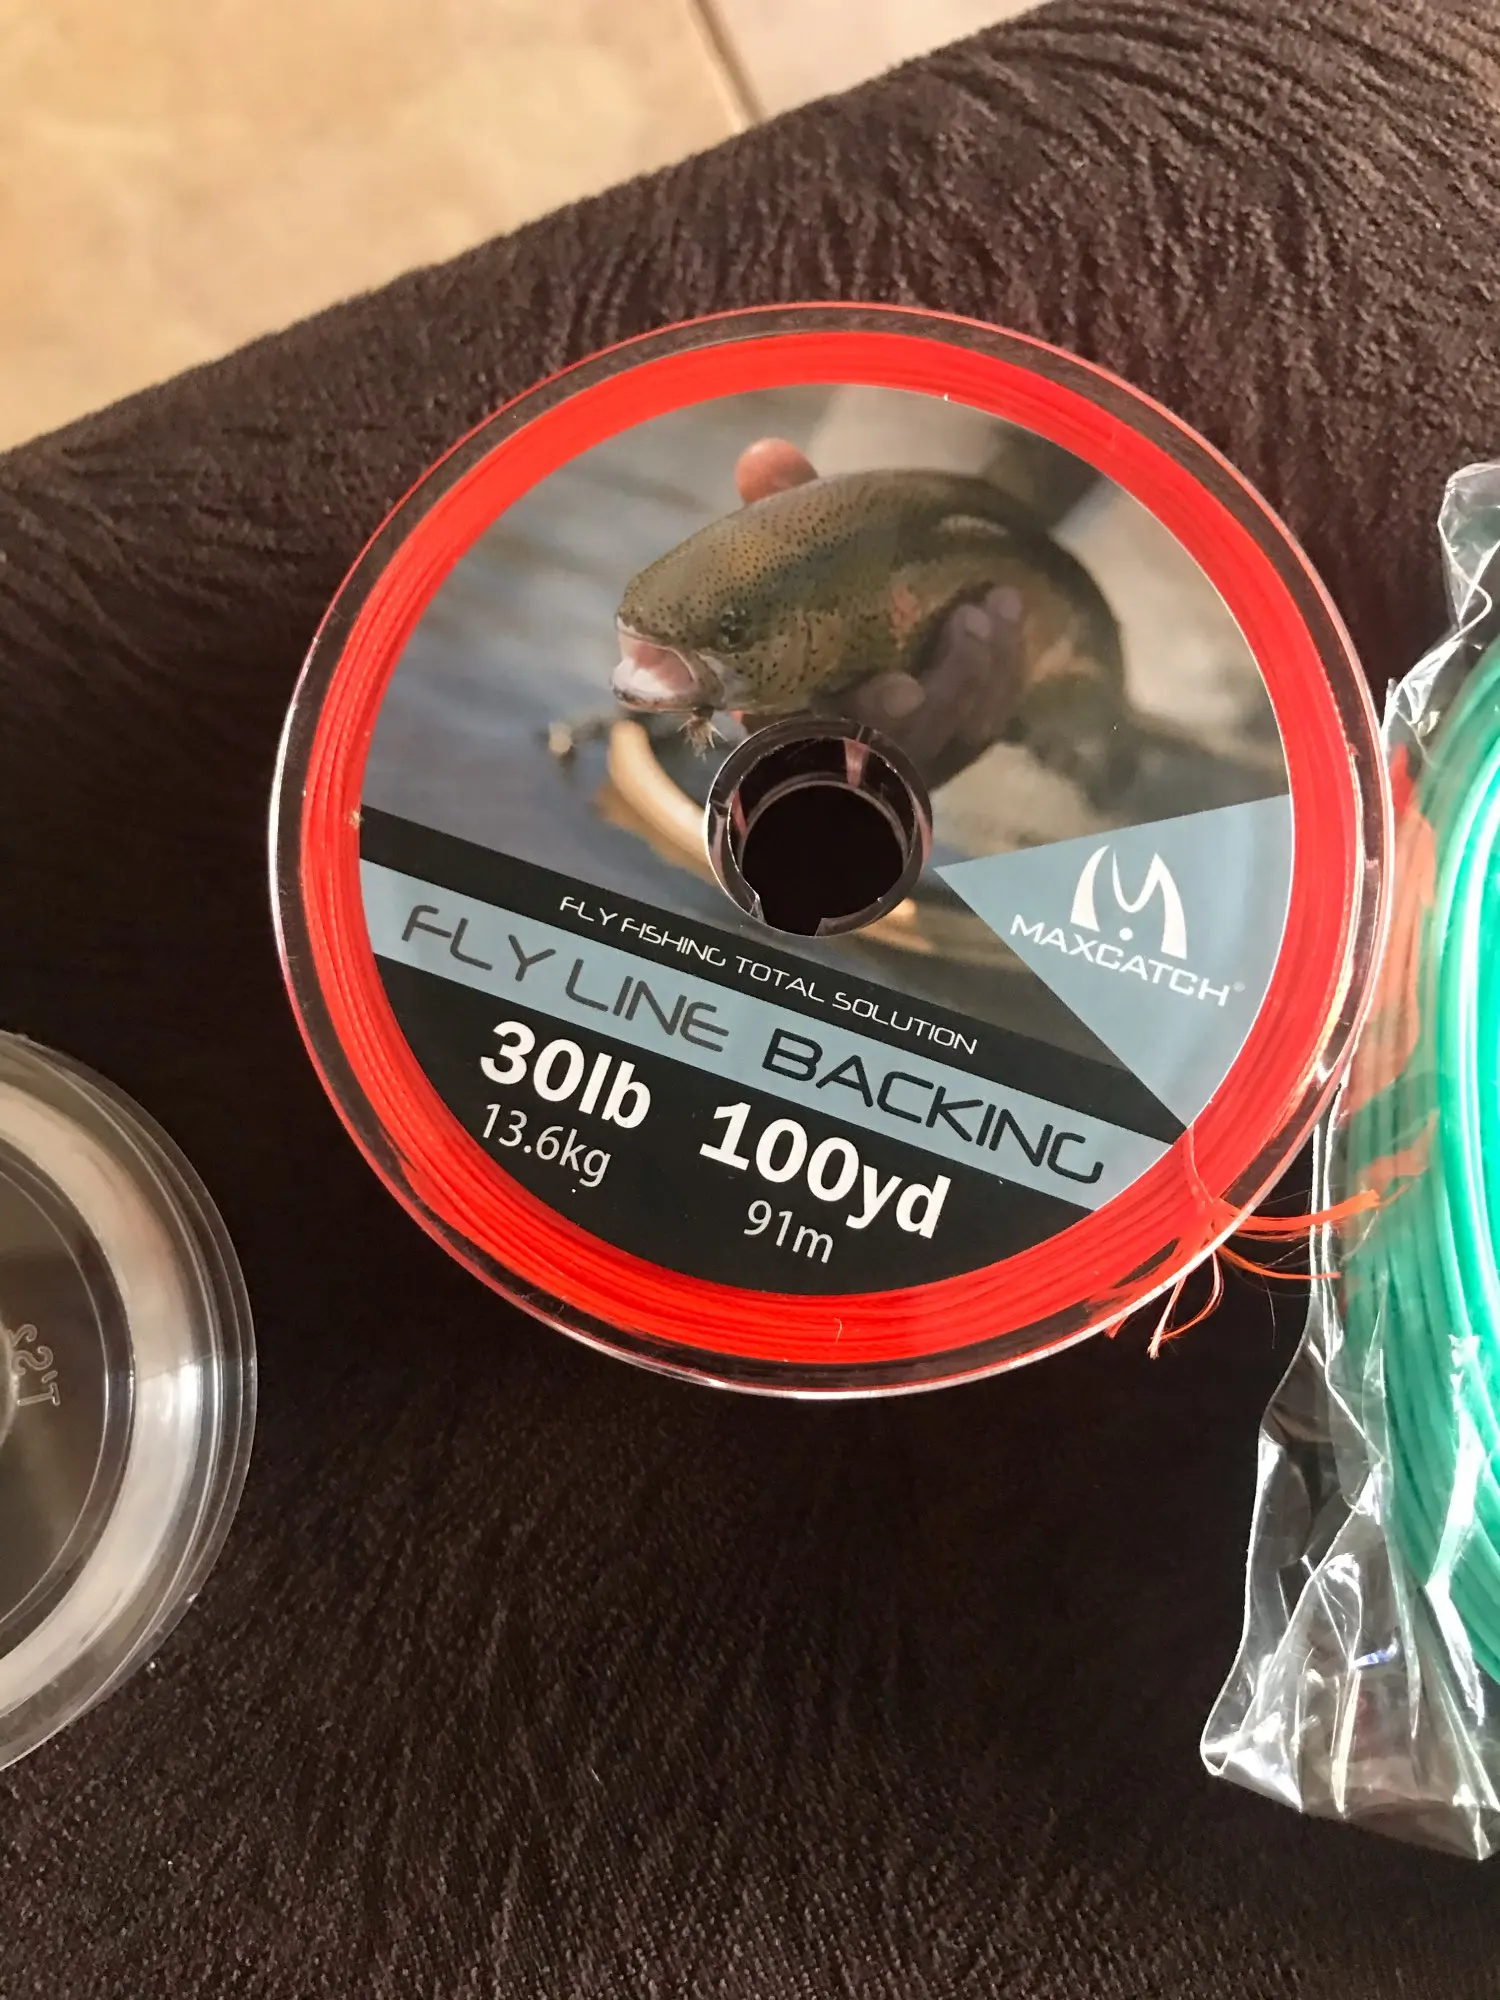 MAXCATCH®
FLY FISHING TOTAL SOLUTION
FLY LINE BACKING
30lb 100yd
13.6kg 91m